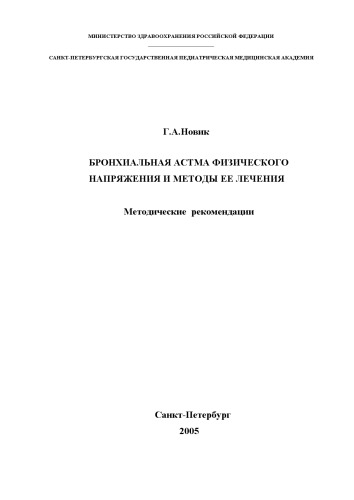 МИНИСТЕРСТВО ЗДРАВООХРАНЕНИЯ РОССИЙСКОЙ ФЕДЕРАЦИИ
САНКТ-ПЕТЕРБУРГСКАЯ ГОСУДАРСТВЕННАЯ ПЕДИАТРИЧЕСКАЯ МЕДИЦИНСКАЯ АКАДЕМИЯ
Г.А.Новик
БРОНХИАЛЬНАЯ АСТМА ФИЗИЧЕСКОГО
НАПРЯЖЕНИЯ И МЕТОДЫ ЕЕ ЛЕЧЕНИЯ
Методические рекомендации
Санкт-Петербург
2005